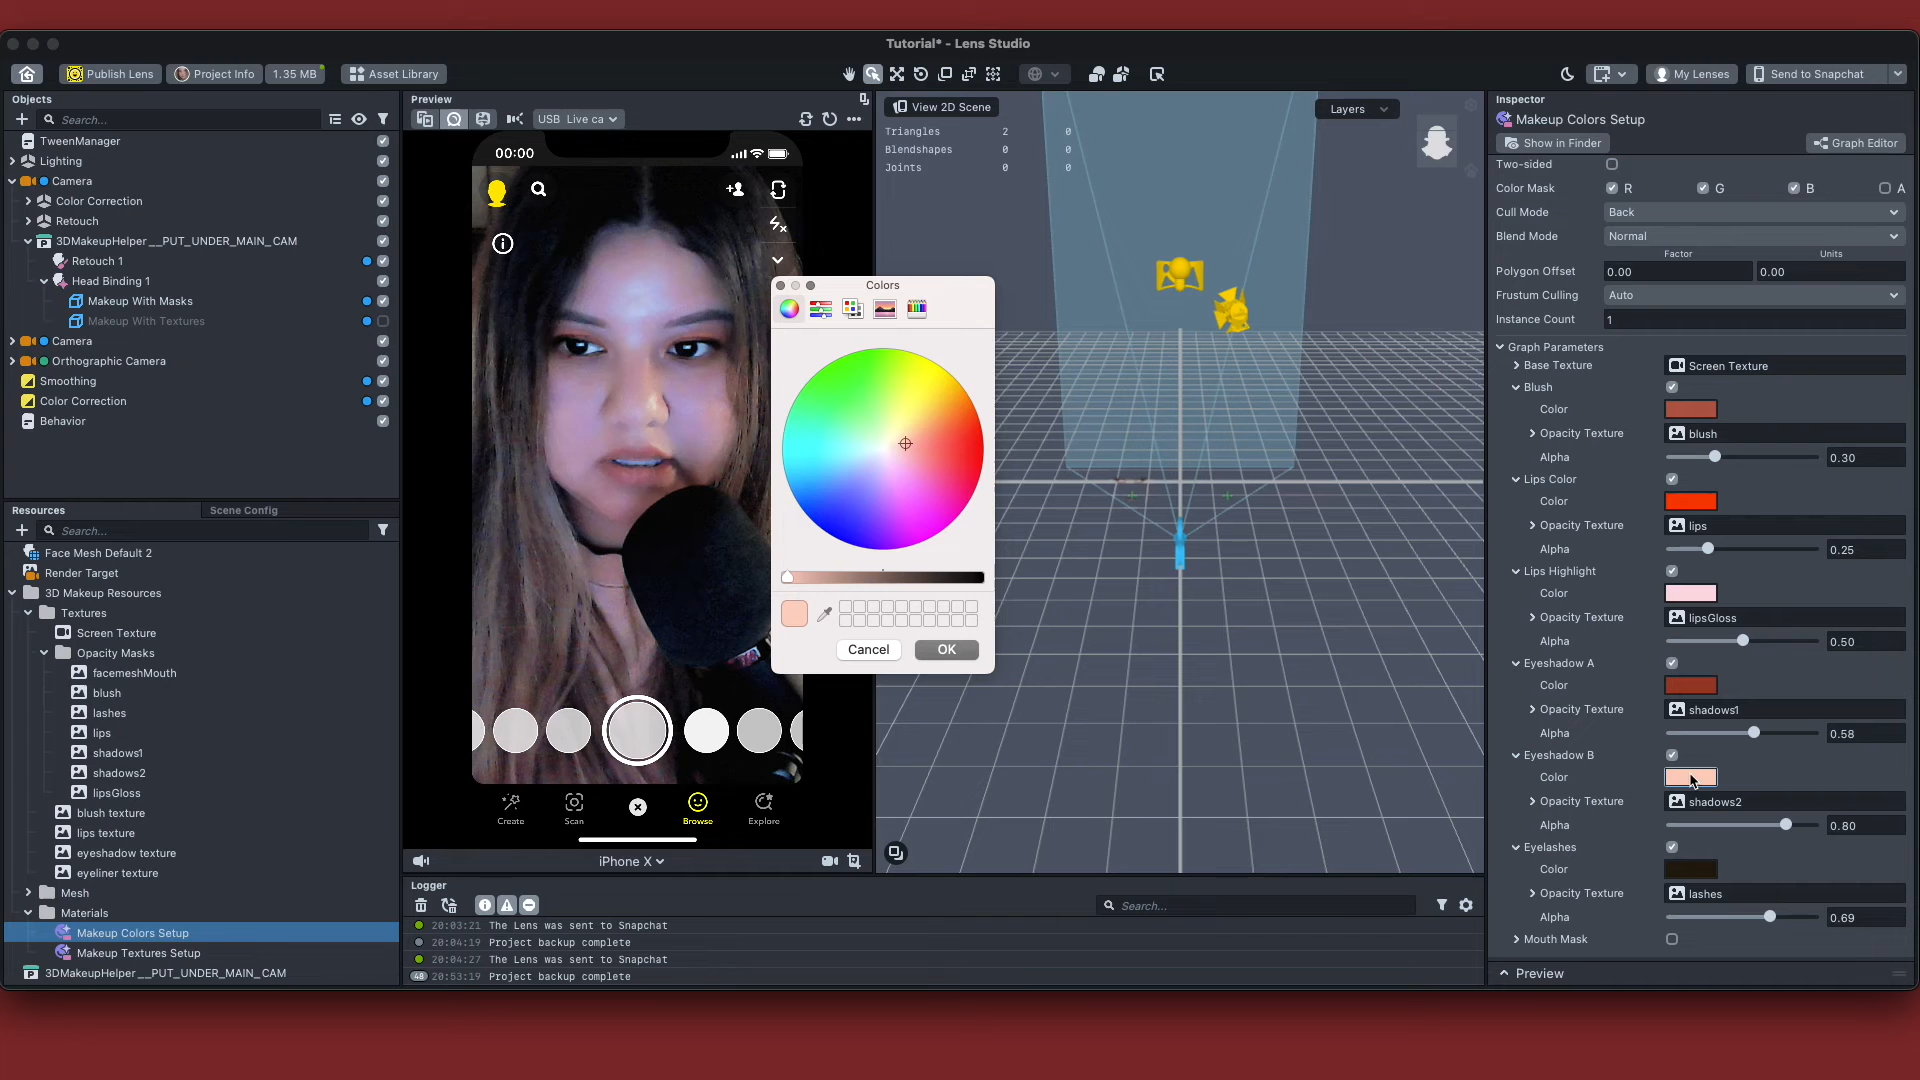 Tutorial* - Lens Studio
Publish Lens
Project Info
1.35 MB
Asset Library
My Lenses
Send to Snapchat
Objects
Search...
TweenManager
Lighting
Camera
Color Correction
Retouch
3DMakeupHelper__PUT_UNDER_MAIN_CAM
Retouch 1
Head Binding 1
Makeup With Masks
Makeup With Textures
Camera
Orthographic Camera
Smoothing
Color Correction
Behavior
Resources
Scene Config
Search...
Face Mesh Default 2
Render Target
3D Makeup Resources
Textures
Screen Texture
Opacity Masks
facemeshMouth
blush
lashes
lips
shadows1
shadows2
lipsGloss
blush texture
lips texture
eyeshadow texture
eyeliner texture
Mesh
Materials
Makeup Colors Setup
Makeup Textures Setup
3DMakeupHelper__PUT_UNDER_MAIN_CAM
Preview
USB Live ca
00:00
Create
Scan
Browse
Explore
iPhone X
Colors
Cancel
OK
View 2D Scene
Layers
Triangles 2 0
Blendshapes 0 0
Joints 0 0
Logger
Search...
20:03:21 The Lens was sent to Snapchat
20:04:19 Project backup complete
20:04:27 The Lens was sent to Snapchat
48 20:53:19 Project backup complete
Inspector
Makeup Colors Setup
Show in Finder
Graph Editor
Two-sided
Color Mask R G B A
Cull Mode Back
Blend Mode Normal
Factor Units
Polygon Offset 0.00 0.00
Frustum Culling Auto
Instance Count 1
Graph Parameters
Base Texture Screen Texture
Blush
Color
Opacity Texture blush
Alpha 0.30
Lips Color
Color
Opacity Texture lips
Alpha 0.25
Lips Highlight
Color
Opacity Texture lipsGloss
Alpha 0.50
Eyeshadow A
Color
Opacity Texture shadows1
Alpha 0.58
Eyeshadow B
Color
Opacity Texture shadows2
Alpha 0.80
Eyelashes
Color
Opacity Texture lashes
Alpha 0.69
Mouth Mask
Preview